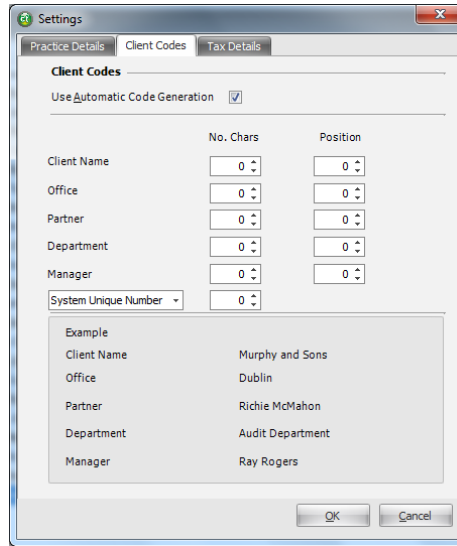 ct Settings x
Practice Details Client Codes Tax Details
Client Codes
Use Automatic Code Generation
No. Chars Position
Client Name 0 0
Office 0 0
Partner 0 0
Department 0 0
Manager 0 0
System Unique Number 0
Example
Client Name Murphy and Sons
Office Dublin
Partner Richie McMahon
Department Audit Department
Manager Ray Rogers
OK Cancel